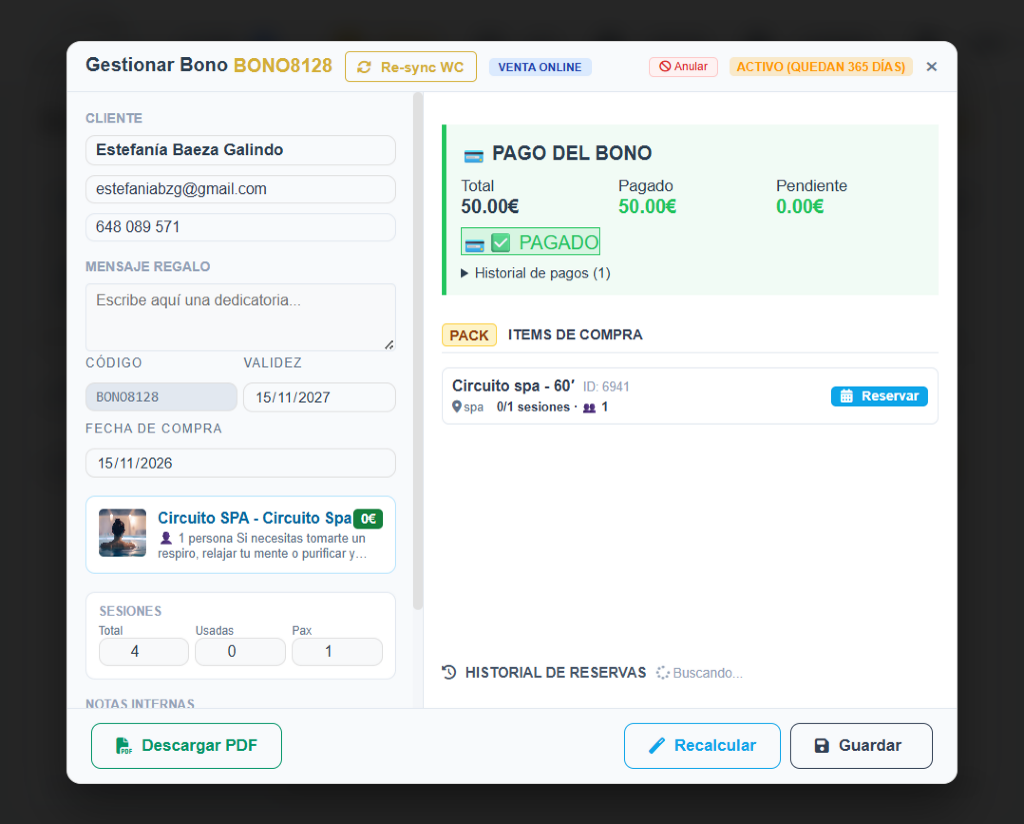 Gestionar Bono BONO8128
Re-sync WC
VENTA ONLINE
Anular
ACTIVO (QUEDAN 365 DÍAS)
CLIENTE
Estefanía Baeza Galindo
estefaniabzg@gmail.com
648 089 571
MENSAJE REGALO
Escribe aquí una dedicatoria...
CÓDIGO
VALIDEZ
BONO8128
15/11/2027
FECHA DE COMPRA
15/11/2026
Circuito SPA - Circuito Spa
0€
1 persona Si necesitas tomarte un
respiro, relajar tu mente o purificar y...
SESIONES
Total
Usadas
Pax
4
0
1
NOTAS INTERNAS
PAGO DEL BONO
Total
Pagado
Pendiente
50.00€
50.00€
0.00€
PAGADO
Historial de pagos (1)
PACK
ITEMS DE COMPRA
Circuito spa - 60′ ID: 6941
spa 0/1 sesiones · 1
Reservar
HISTORIAL DE RESERVAS
Buscando...
Descargar PDF
Recalcular
Guardar